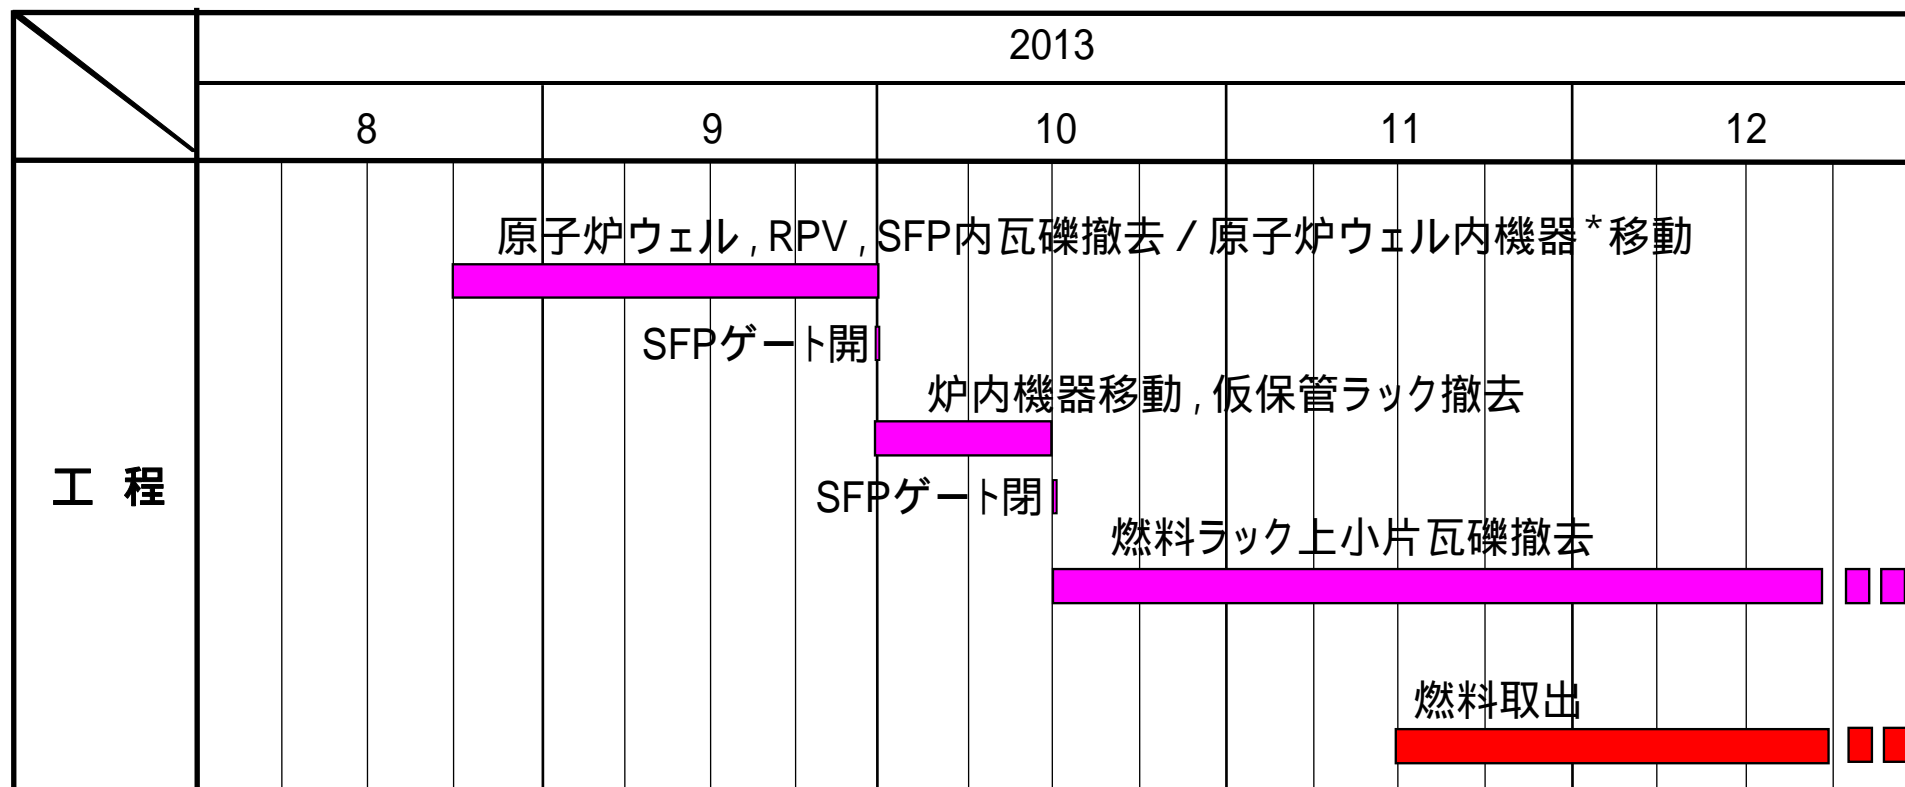 2013
8 9 10 11 12
原子炉ウェル,RPV,SFP内瓦礫撤去/原子炉ウェル内機器*移動
SFPゲート開
炉内機器移動,仮保管ラック撤去
工 程
SFPゲート閉
燃料ラック上小片瓦礫撤去
燃料取出